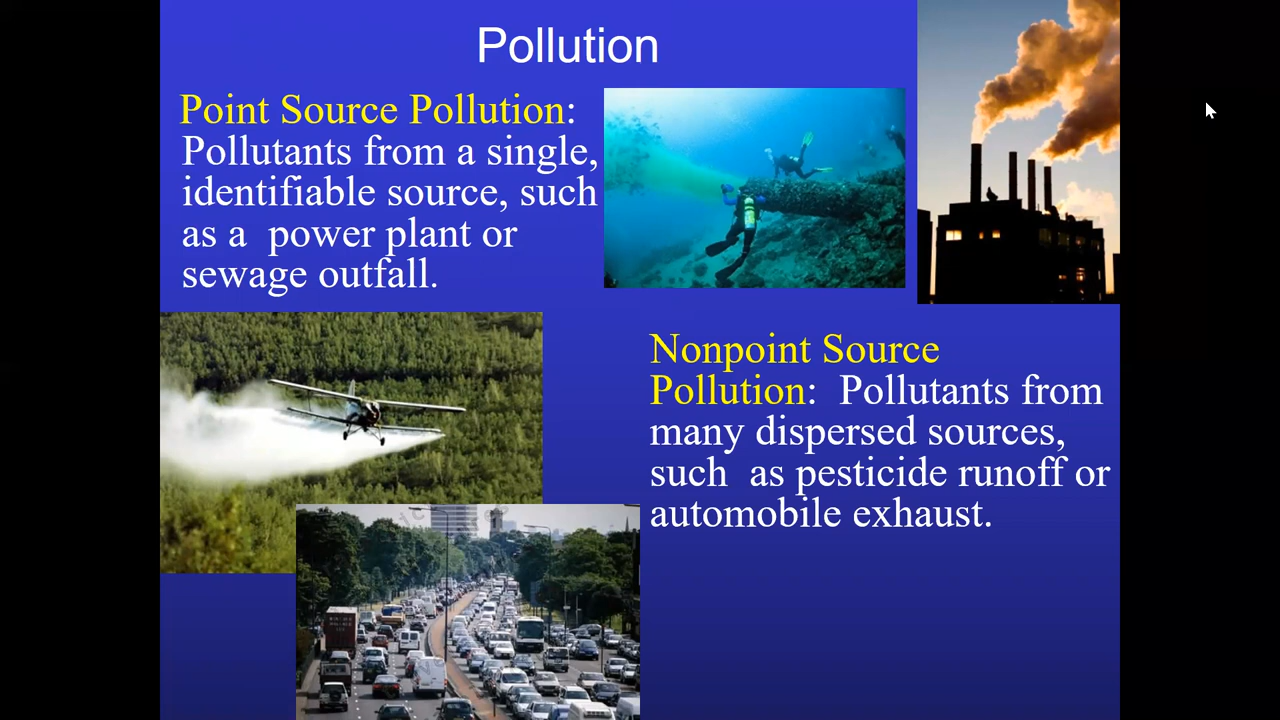 Pollution
Point Source Pollution:
Pollutants from a single,
identifiable source, such
as a  power plant or
sewage outfall.
Nonpoint Source
Pollution:  Pollutants from
many dispersed sources,
such  as pesticide runoff or
automobile exhaust.